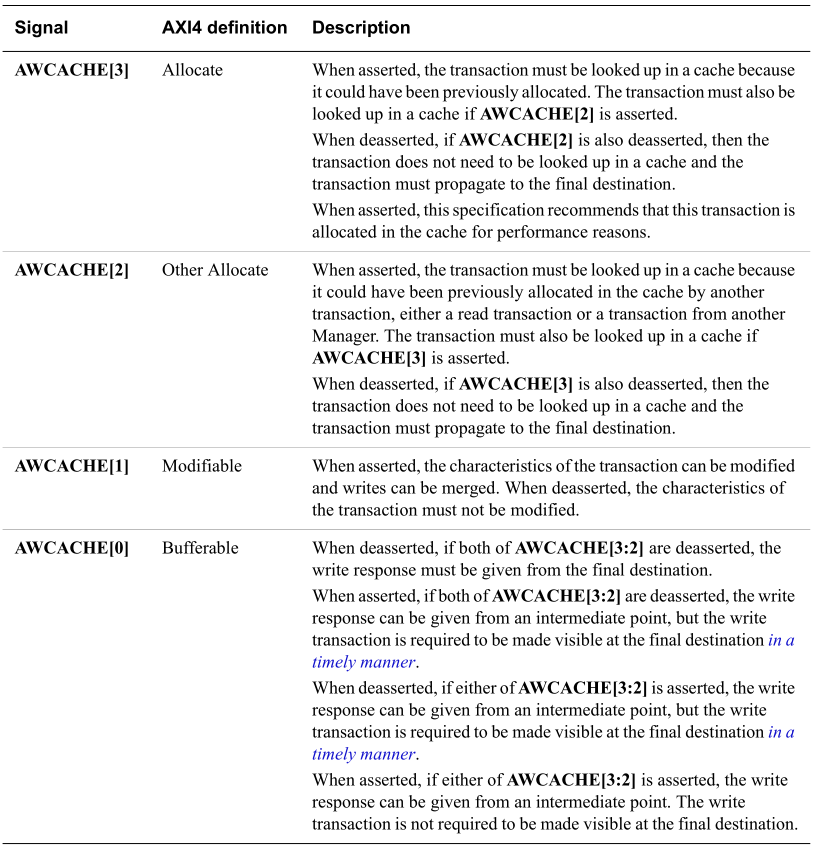 Signal AXI4 definition Description
AWCACHE[3] Allocate When asserted, the transaction must be looked up in a cache because
it could have been previously allocated. The transaction must also be
looked up in a cache if AWCACHE[2] is asserted.
When deasserted, if AWCACHE[2] is also deasserted, then the
transaction does not need to be looked up in a cache and the
transaction must propagate to the final destination.
When asserted, this specification recommends that this transaction is
allocated in the cache for performance reasons.
AWCACHE[2] Other Allocate When asserted, the transaction must be looked up in a cache because
it could have been previously allocated in the cache by another
transaction, either a read transaction or a transaction from another
Manager. The transaction must also be looked up in a cache if
AWCACHE[3] is asserted.
When deasserted, if AWCACHE[3] is also deasserted, then the
transaction does not need to be looked up in a cache and the
transaction must propagate to the final destination.
AWCACHE[1] Modifiable When asserted, the characteristics of the transaction can be modified
and writes can be merged. When deasserted, the characteristics of
the transaction must not be modified.
AWCACHE[0] Bufferable When deasserted, if both of AWCACHE[3:2] are deasserted, the
write response must be given from the final destination.
When asserted, if both of AWCACHE[3:2] are deasserted, the write
response can be given from an intermediate point, but the write
transaction is required to be made visible at the final destination in a
timely manner.
When deasserted, if either of AWCACHE[3:2] is asserted, the write
response can be given from an intermediate point, but the write
transaction is required to be made visible at the final destination in a
timely manner.
When asserted, if either of AWCACHE[3:2] is asserted, the write
response can be given from an intermediate point. The write
transaction is not required to be made visible at the final destination.